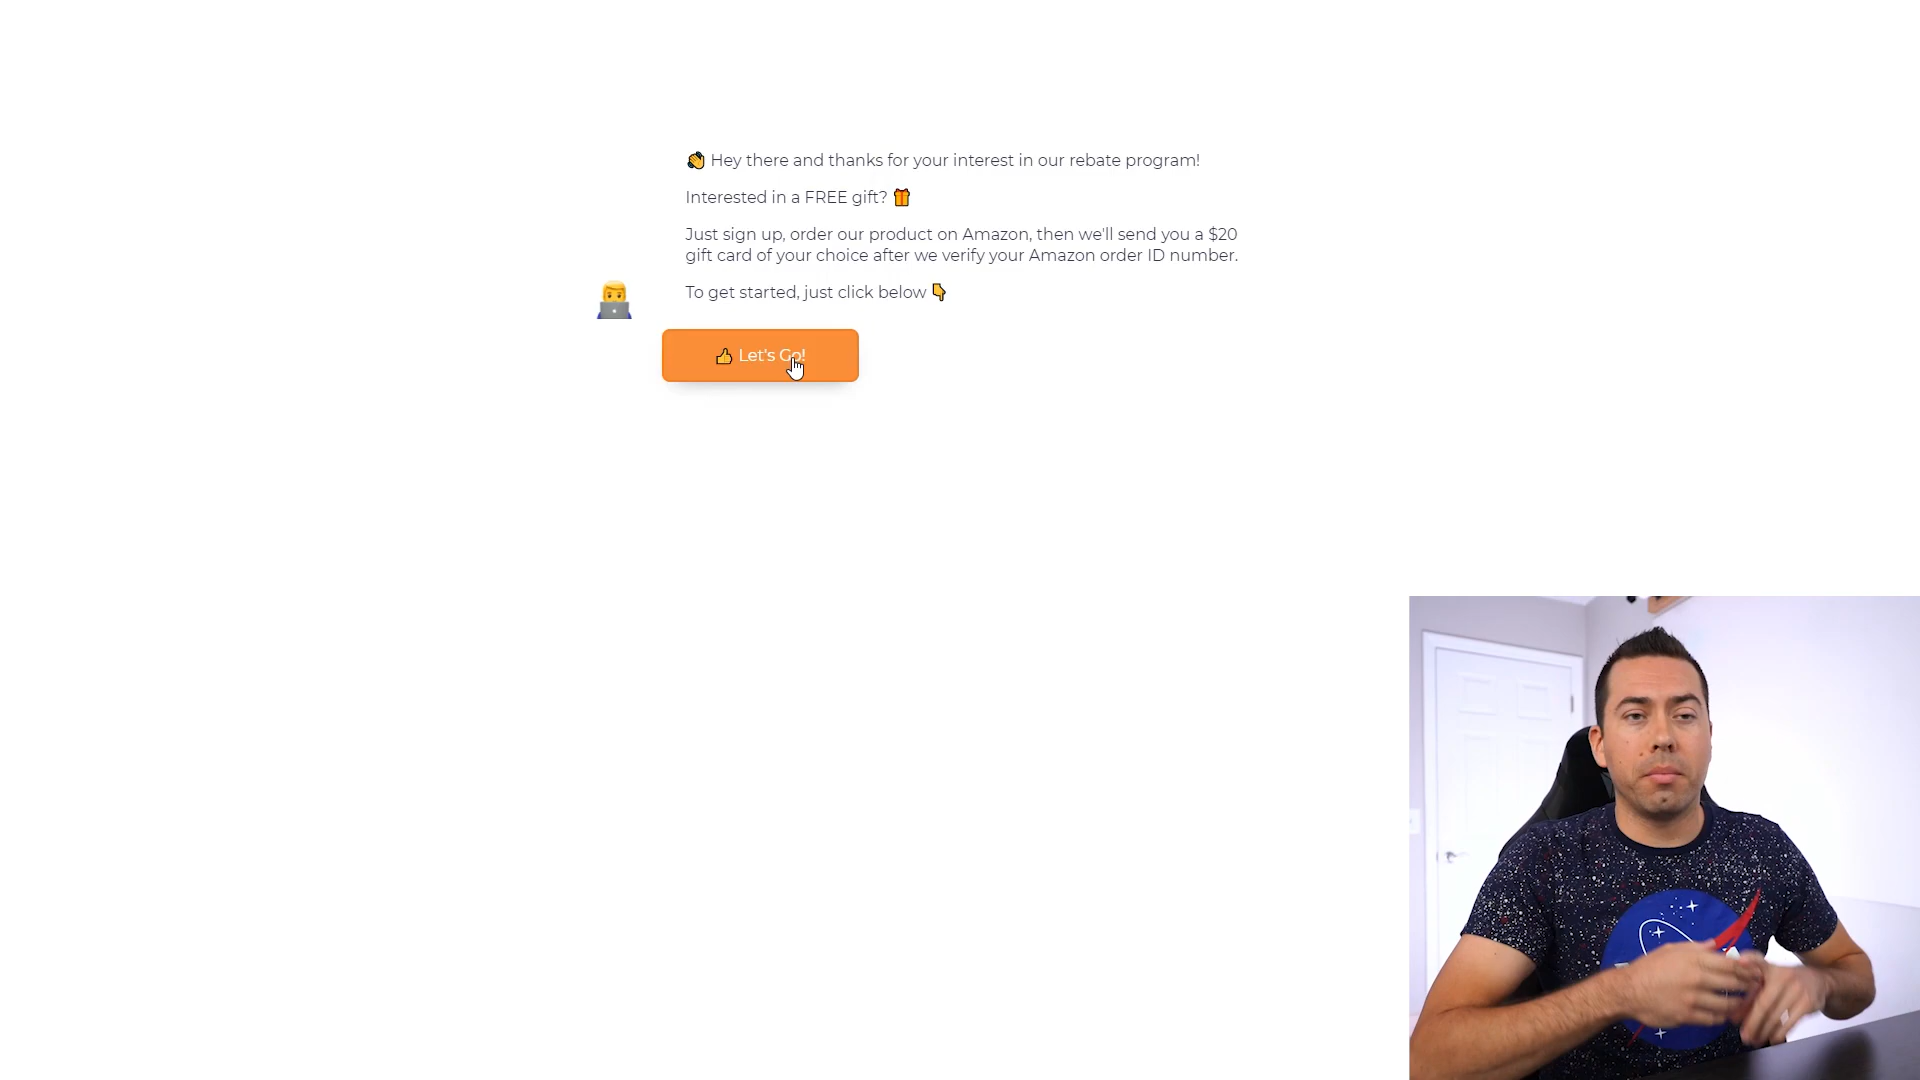 👋 Hey there and thanks for your interest in our rebate program!
Interested in a FREE gift? 🎁
Just sign up, order our product on Amazon, then we'll send you a $20
gift card of your choice after we verify your Amazon order ID number.
To get started, just click below 👇
👍 Let's Go!